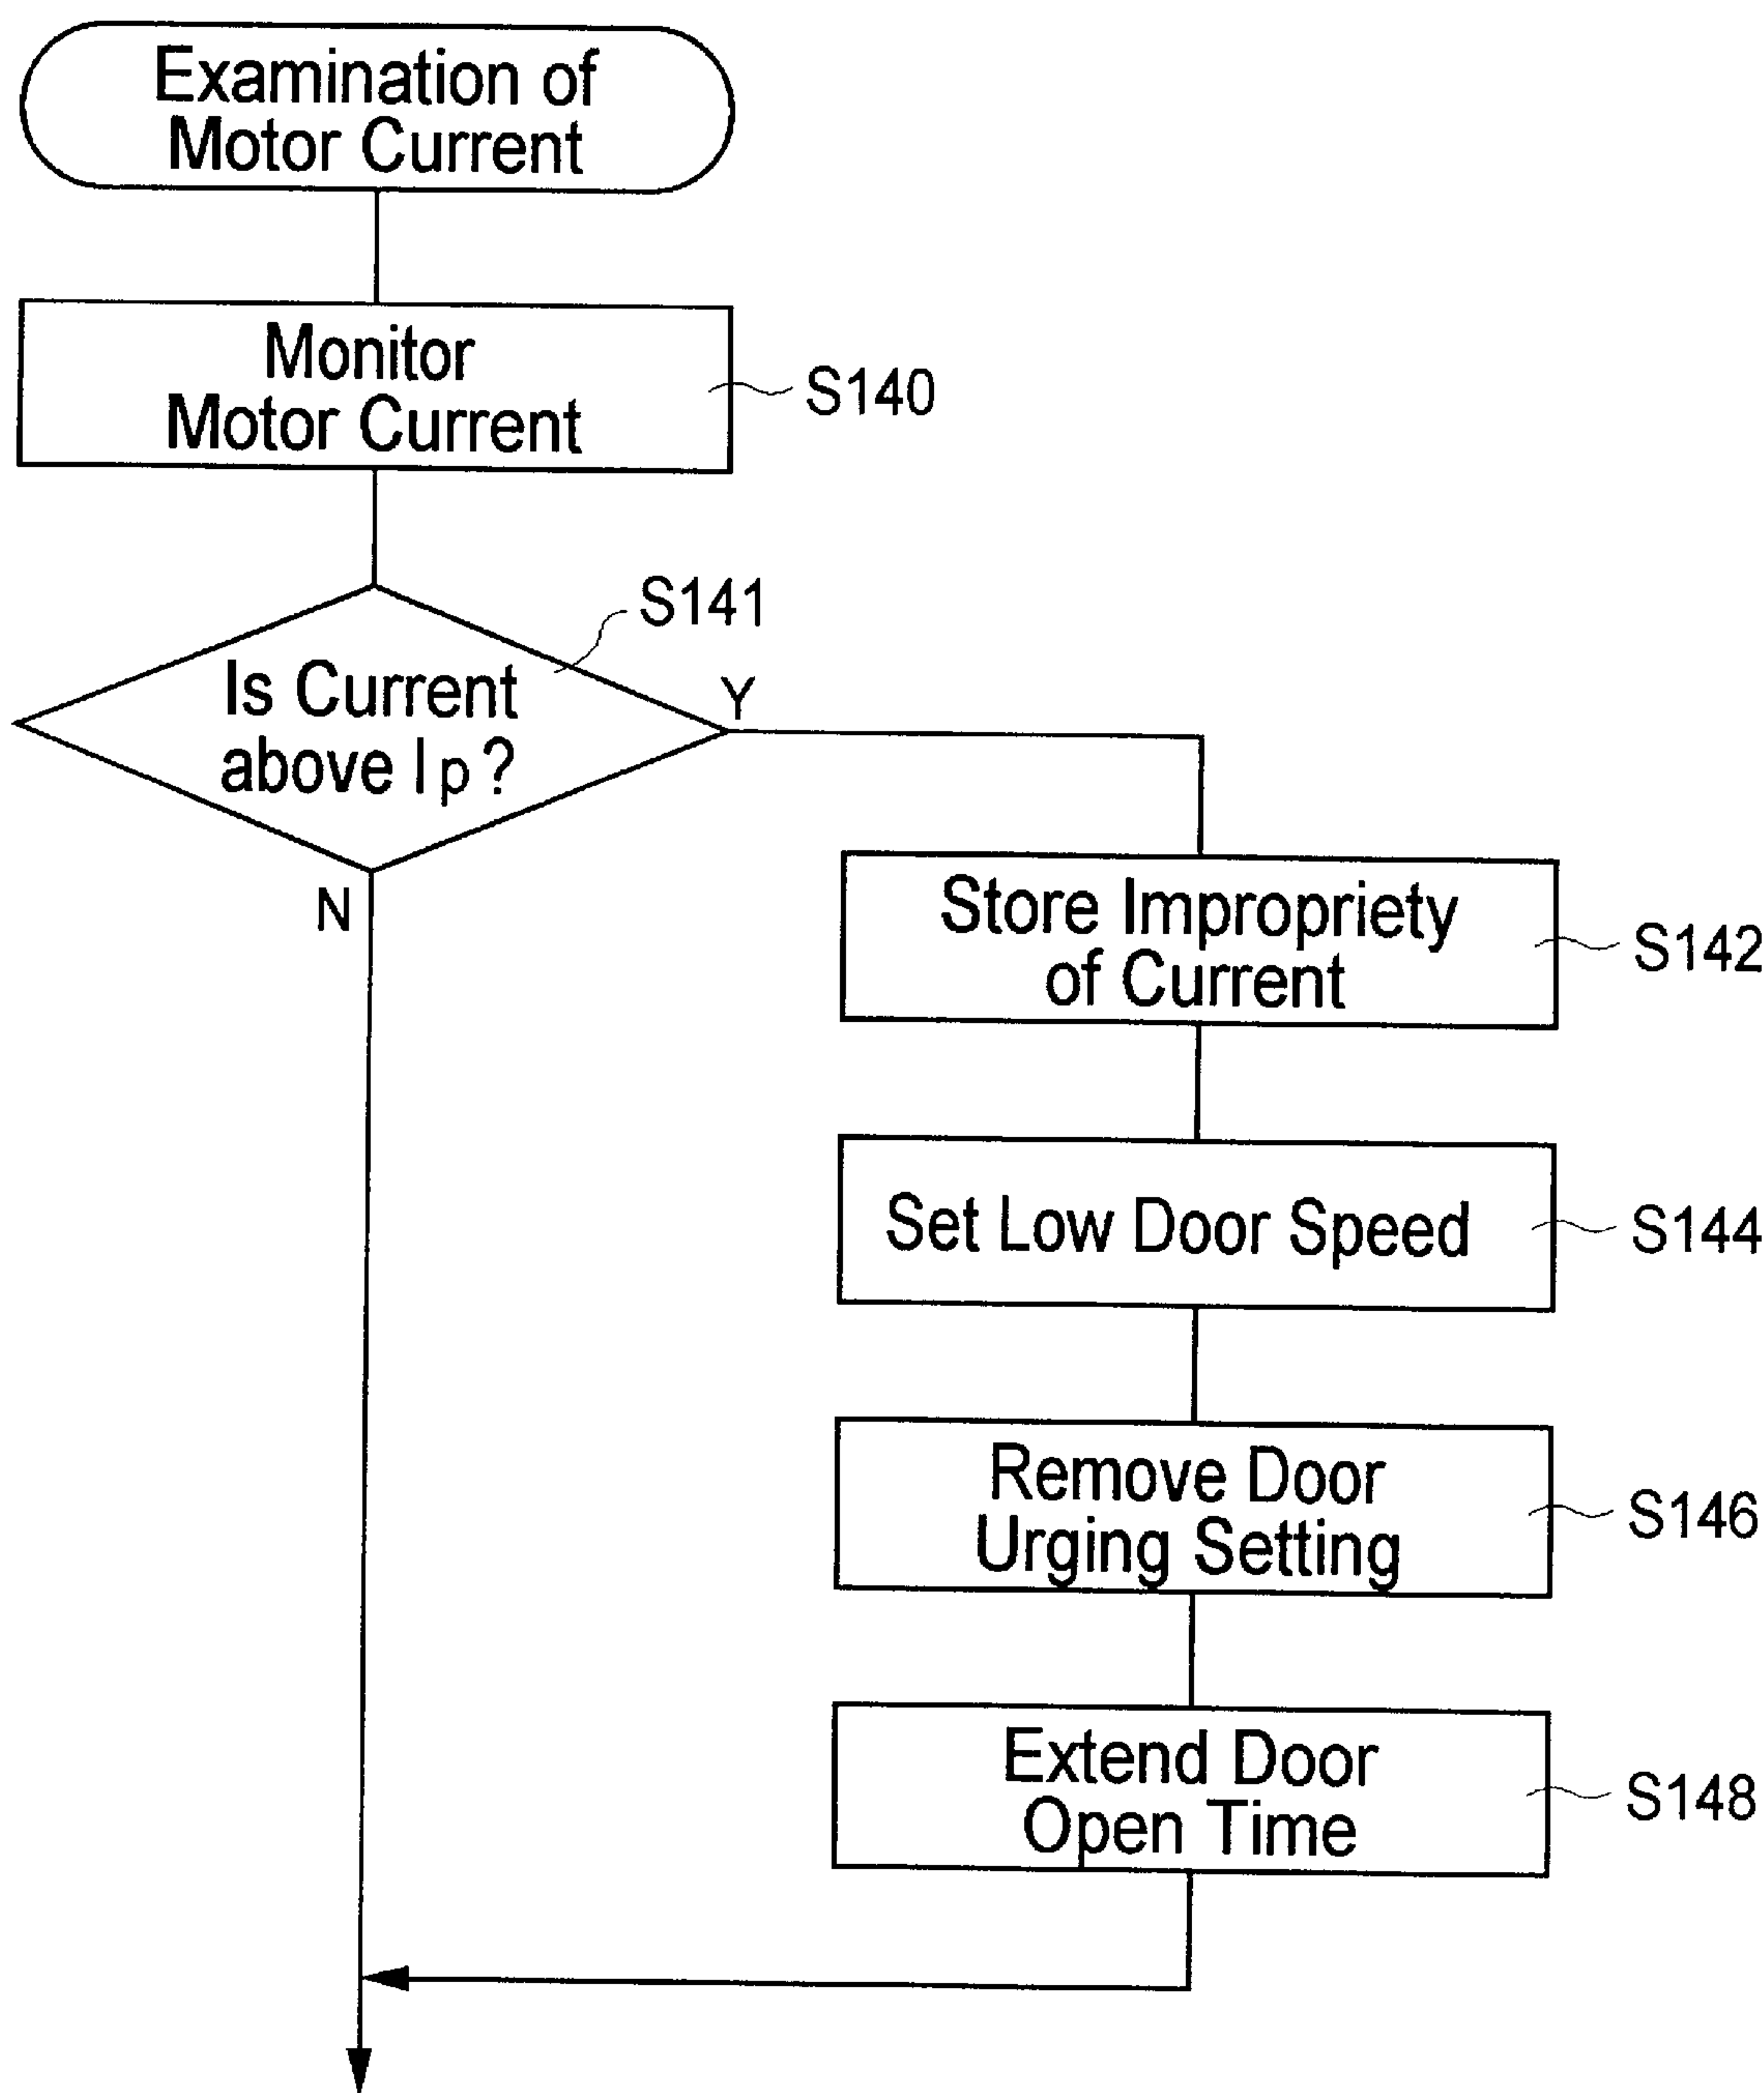 Examination of
Motor Current
Monitor
Motor Current
S140
S141
Is Current
above Ip?
Y
N
Store Impropriety
of Current
S142
Set Low Door Speed
S144
Remove Door
Urging Setting
S146
Extend Door
Open Time
S148